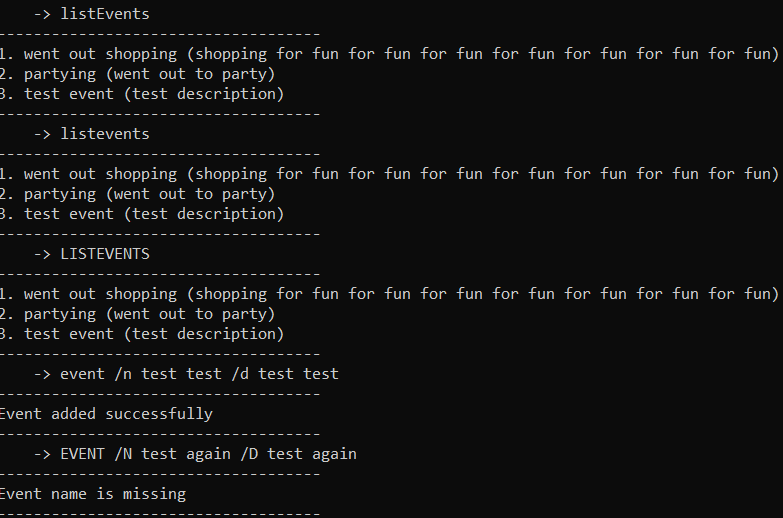 -> listEvents
------------------------------------
1. went out shopping (shopping for fun for fun for fun for fun for fun for fun for fun)
2. partying (went out to party)
3. test event (test description)
------------------------------------
-> listevents
------------------------------------
1. went out shopping (shopping for fun for fun for fun for fun for fun for fun for fun)
2. partying (went out to party)
3. test event (test description)
------------------------------------
-> LISTEVENTS
------------------------------------
1. went out shopping (shopping for fun for fun for fun for fun for fun for fun for fun)
2. partying (went out to party)
3. test event (test description)
------------------------------------
-> event /n test test /d test test
------------------------------------
Event added successfully
------------------------------------
-> EVENT /N test again /D test again
------------------------------------
Event name is missing
------------------------------------